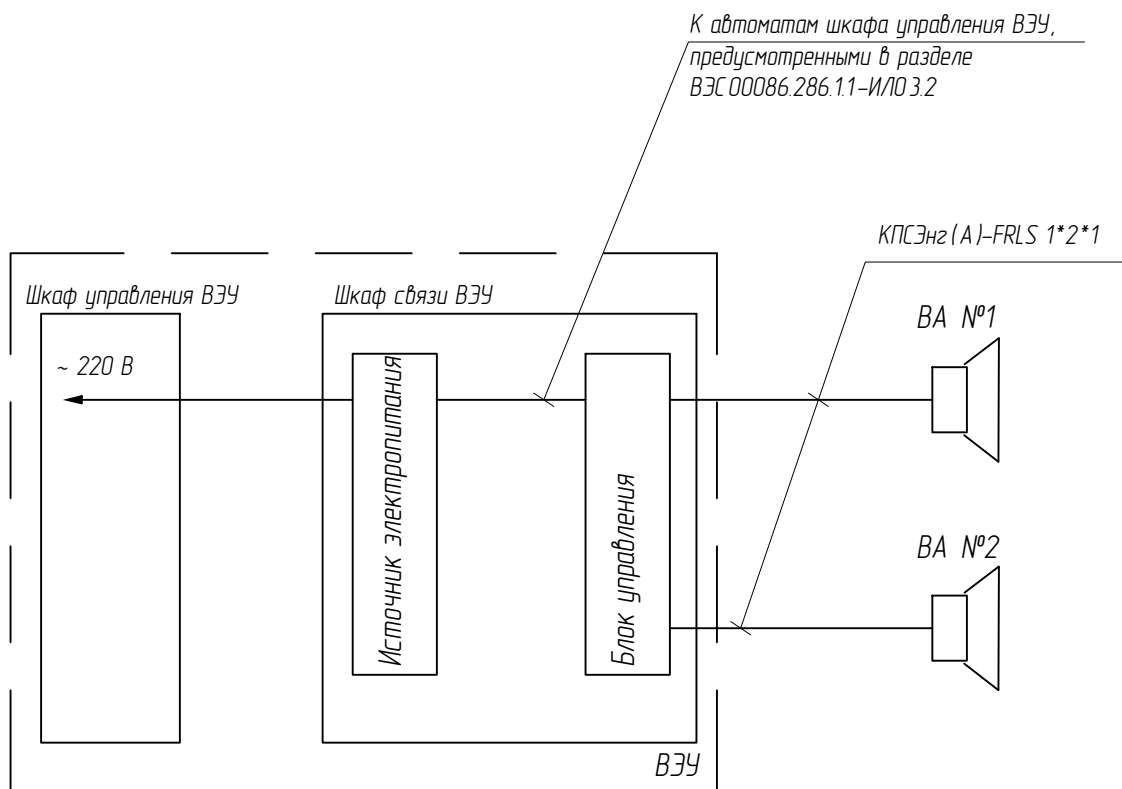 К автоматам шкафа управления ВЭУ,
предусмотренными в разделе
ВЭС 00086.286.1.1-ИЛО 3.2
КПСЭнг(А)-FRLS 1*2*1
Шкаф управления ВЭУ
Шкаф связи ВЭУ
ВА №1
~ 220 В
Источник электропитания
Блок управления
ВА №2
ВЭУ